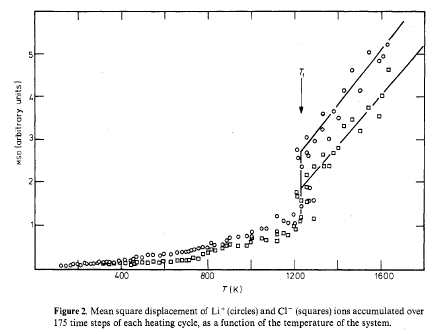 5
4
3
2
1
MSD (arbitrary units)
T₁
400
800
1200
1600
T (K)
Figure 2. Mean square displacement of Li⁺ (circles) and Cl⁻ (squares) ions accumulated over
175 time steps of each heating cycle, as a function of the temperature of the system.